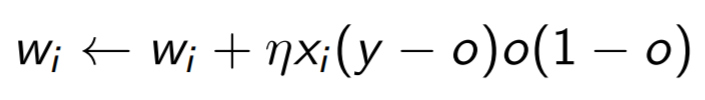 wᵢ ← wᵢ + ηxᵢ(y − o)o(1 − o)